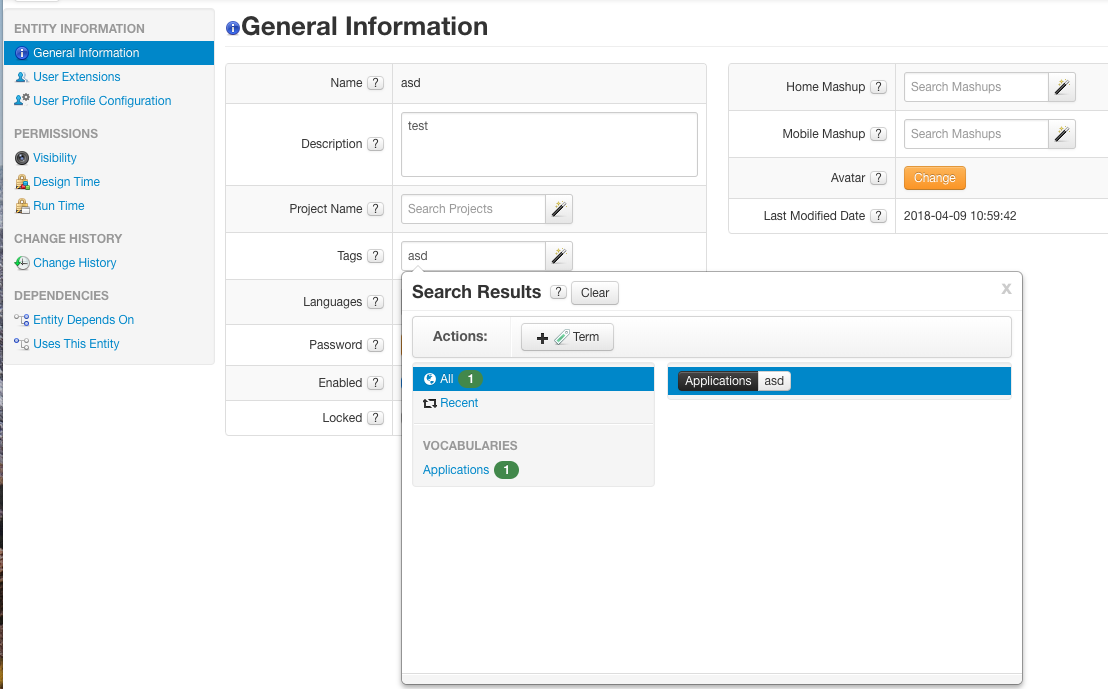 ENTITY INFORMATION
General Information
User Extensions
User Profile Configuration
PERMISSIONS
Visibility
Design Time
Run Time
CHANGE HISTORY
Change History
DEPENDENCIES
Entity Depends On
Uses This Entity
General Information
Name ? asd
Description ? test
Project Name ? Search Projects
Tags ? asd
Languages ?
Password ?
Enabled ?
Locked ?
Home Mashup ? Search Mashups
Mobile Mashup ? Search Mashups
Avatar ? Change
Last Modified Date ? 2018-04-09 10:59:42
Search Results ? Clear x
Actions: + Term
All 1
Recent
VOCABULARIES
Applications 1
Applications asd